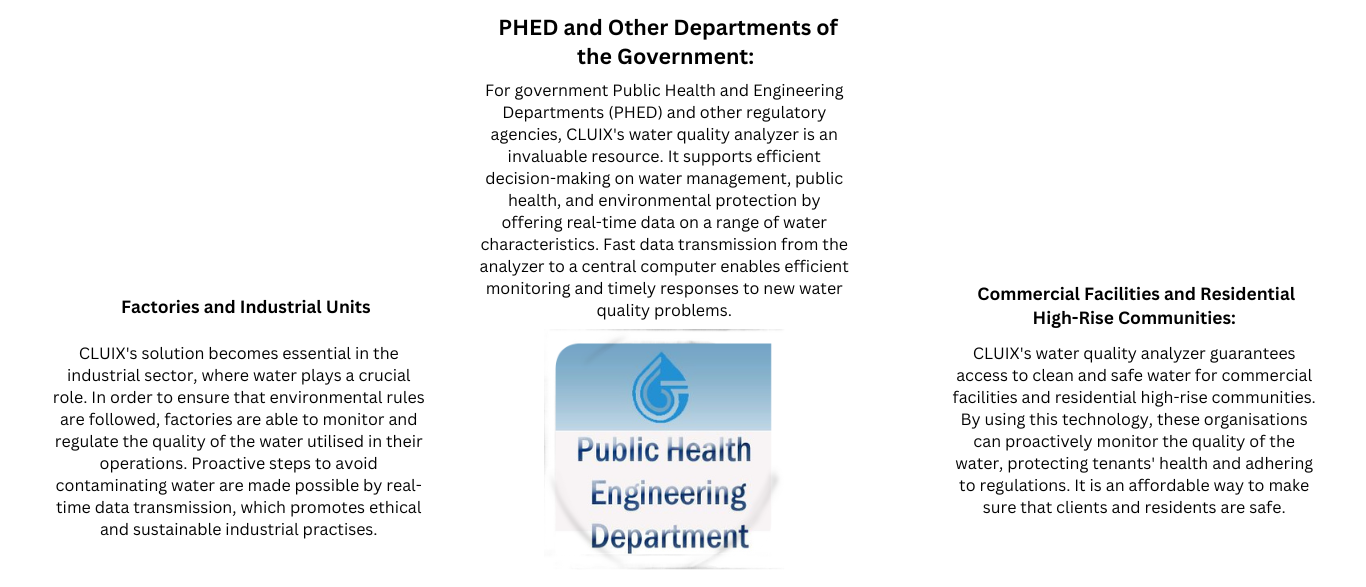 PHED and Other Departments of
the Government:
For government Public Health and Engineering
Departments (PHED) and other regulatory
agencies, CLUIX's water quality analyzer is an
invaluable resource. It supports efficient
decision-making on water management, public
health, and environmental protection by
offering real-time data on a range of water
characteristics. Fast data transmission from the
analyzer to a central computer enables efficient
monitoring and timely responses to new water
quality problems.
Public Health
Engineering
Department
Factories and Industrial Units
CLUIX's solution becomes essential in the
industrial sector, where water plays a crucial
role. In order to ensure that environmental rules
are followed, factories are able to monitor and
regulate the quality of the water utilised in their
operations. Proactive steps to avoid
contaminating water are made possible by real-
time data transmission, which promotes ethical
and sustainable industrial practises.
Commercial Facilities and Residential
High-Rise Communities:
CLUIX's water quality analyzer guarantees
access to clean and safe water for commercial
facilities and residential high-rise communities.
By using this technology, these organisations
can proactively monitor the quality of the
water, protecting tenants' health and adhering
to regulations. It is an affordable way to make
sure that clients and residents are safe.